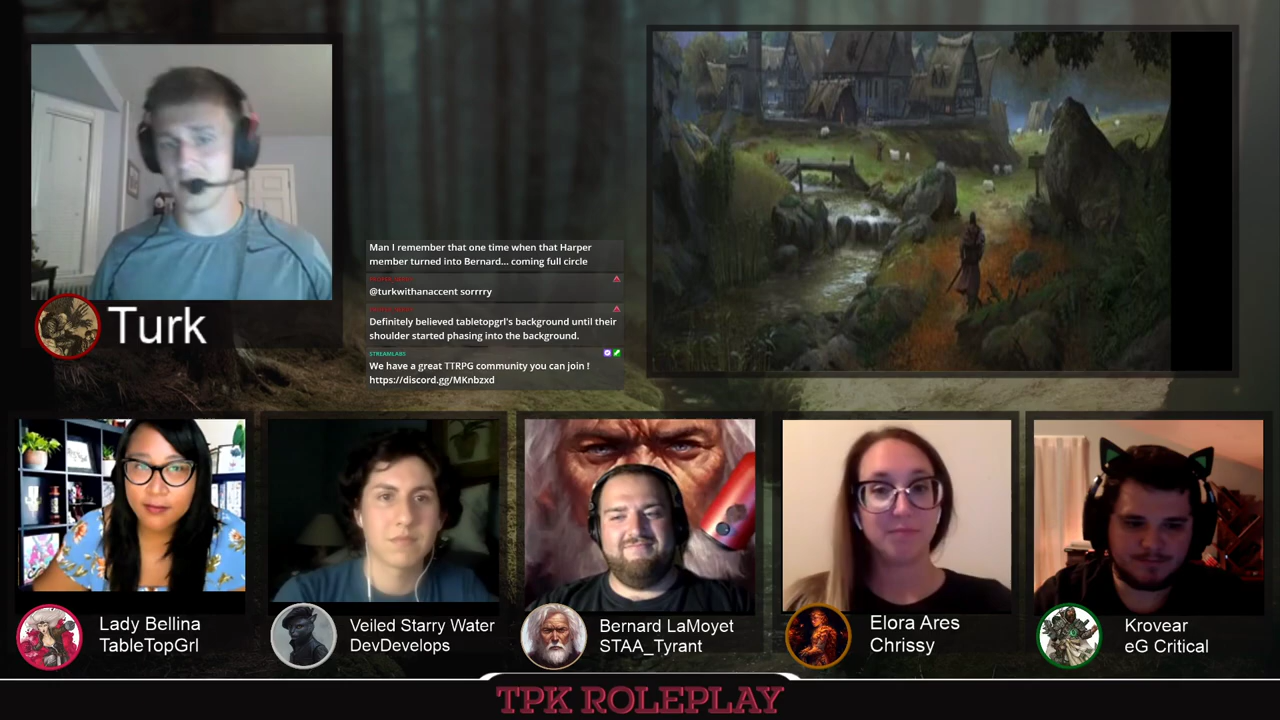 Man I remember that one time when that Harper
member turned into Bernard... coming full circle
@turkwithanaccent sorrrry
Definitely believed tabletopgrl's background until their
shoulder started phasing into the background.
STREAMLABS
We have a great TTRPG community you can join !
https://discord.gg/MKnbzxd
Turk
Lady Bellina
TableTopGrl
Veiled Starry Water
DevDevelops
Bernard LaMoyet
STAA_Tyrant
Elora Ares
Chrissy
Krovear
eG Critical
TPK ROLEPLAY